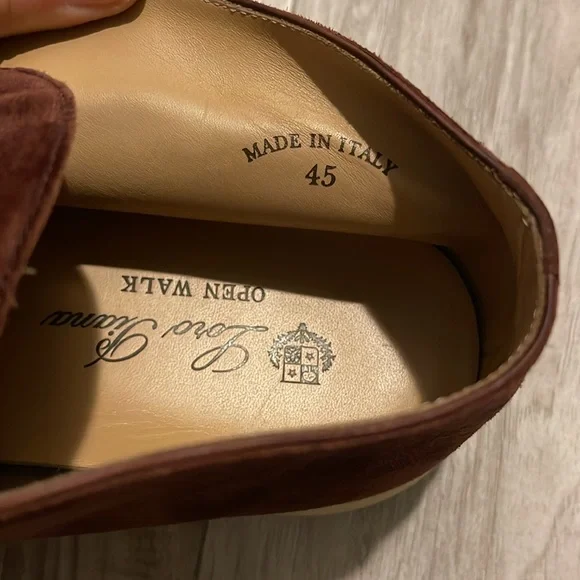 MADE IN ITALY
45
Loro Piana
OPEN WALK